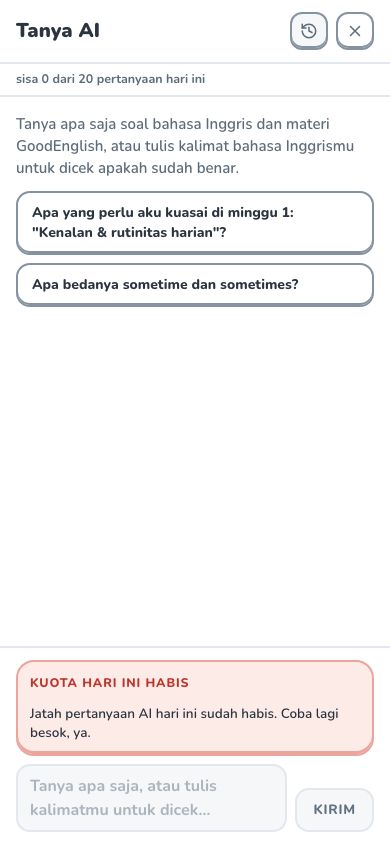 Tanya AI
sisa 0 dari 20 pertanyaan hari ini
Tanya apa saja soal bahasa Inggris dan materi
GoodEnglish, atau tulis kalimat bahasa Inggrismu
untuk dicek apakah sudah benar.
Apa yang perlu aku kuasai di minggu 1:
"Kenalan & rutinitas harian"?
Apa bedanya sometime dan sometimes?
KUOTA HARI INI HABIS
Jatah pertanyaan AI hari ini sudah habis. Coba lagi
besok, ya.
Tanya apa saja, atau tulis
kalimatmu untuk dicek...
KIRIM